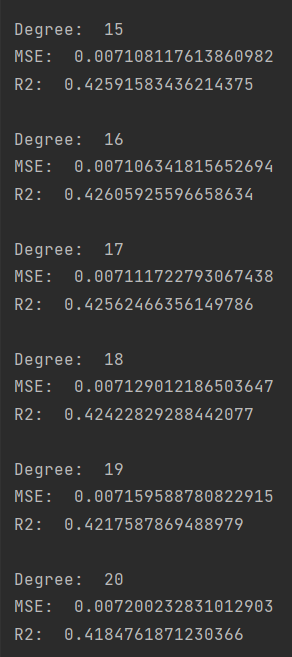 Degree:  15
MSE:  0.007108117613860982
R2:  0.42591583436214375
Degree:  16
MSE:  0.007106341815652694
R2:  0.42605925596658634
Degree:  17
MSE:  0.007111722793067438
R2:  0.42562466356149786
Degree:  18
MSE:  0.007129012186503647
R2:  0.42422829288442077
Degree:  19
MSE:  0.007159588780822915
R2:  0.4217587869488979
Degree:  20
MSE:  0.007200232831012903
R2:  0.4184761871230366